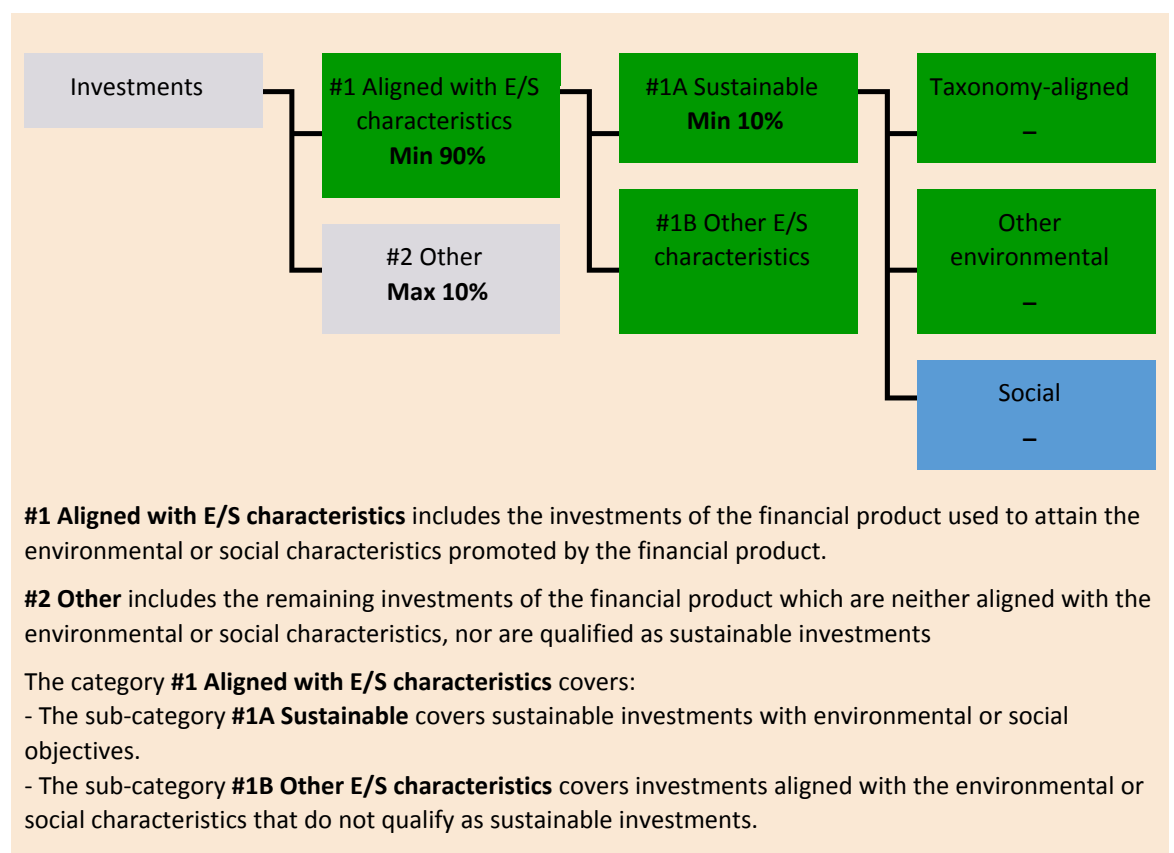 Investments
#1 Aligned with E/S
characteristics
Min 90%
#2 Other
Max 10%
#1A Sustainable
Min 10%
#1B Other E/S
characteristics
Taxonomy-aligned
–
Other
environmental
–
Social
–
#1 Aligned with E/S characteristics includes the investments of the financial product used to attain the
environmental or social characteristics promoted by the financial product.
#2 Other includes the remaining investments of the financial product which are neither aligned with the
environmental or social characteristics, nor are qualified as sustainable investments
The category #1 Aligned with E/S characteristics covers:
- The sub-category #1A Sustainable covers sustainable investments with environmental or social
objectives.
- The sub-category #1B Other E/S characteristics covers investments aligned with the environmental or
social characteristics that do not qualify as sustainable investments.